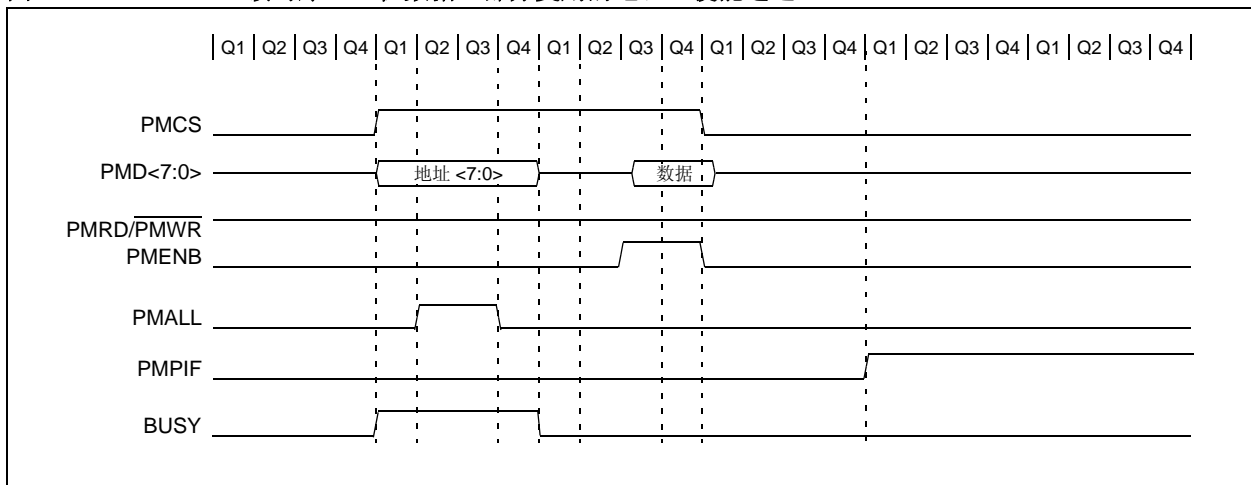 Q1 Q2 Q3 Q4 Q1 Q2 Q3 Q4 Q1 Q2 Q3 Q4 Q1 Q2 Q3 Q4 Q1 Q2 Q3 Q4 Q1 Q2 Q3 Q4
PMCS
PMD<7:0>
地址 <7:0>
数据
PMRD/PMWR
PMENB
PMALL
PMPIF
BUSY